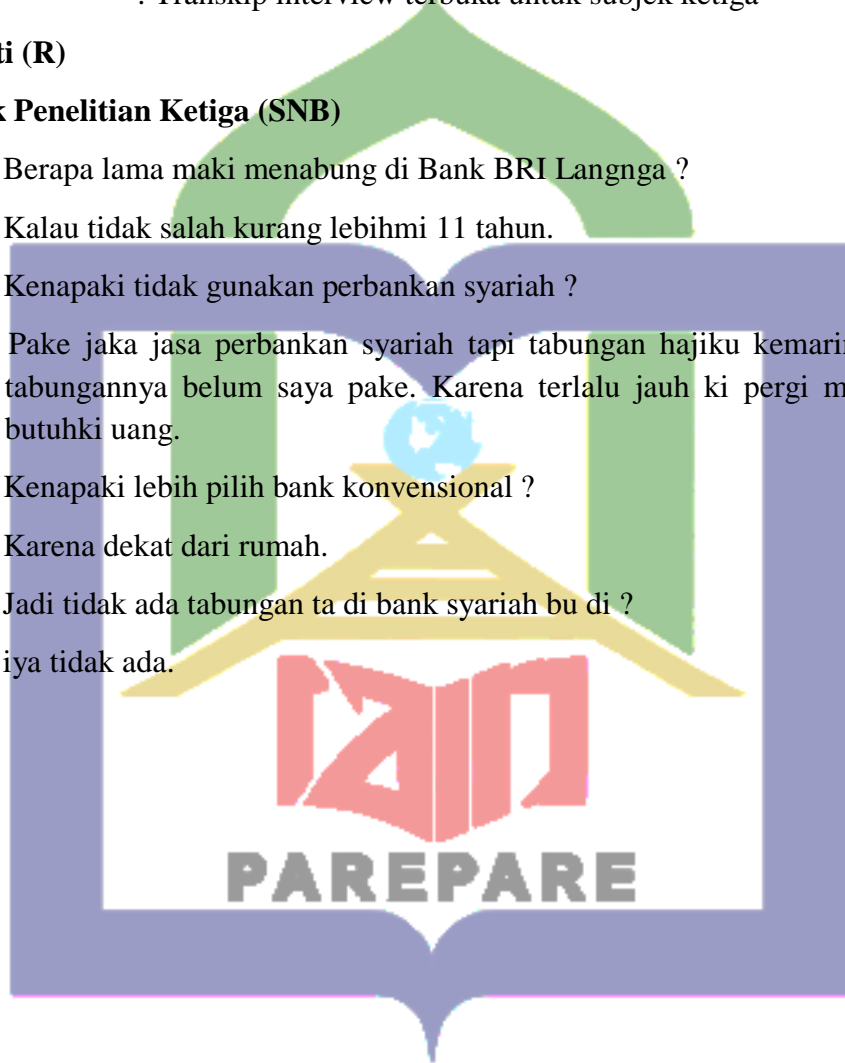 : Transkip interview terbuka untuk subjek ketiga
ti (R)
k Penelitian Ketiga (SNB)
Berapa lama maki menabung di Bank BRI Langnga ?
Kalau tidak salah kurang lebihmi 11 tahun.
Kenapaki tidak gunakan perbankan syariah ?
Pake jaka jasa perbankan syariah tapi tabungan hajiku kemarin
tabungannya belum saya pake. Karena terlalu jauh ki pergi m
butuhki uang.
Kenapaki lebih pilih bank konvensional ?
Karena dekat dari rumah.
Jadi tidak ada tabungan ta di bank syariah bu di ?
iya tidak ada.
iain
PAREPARE